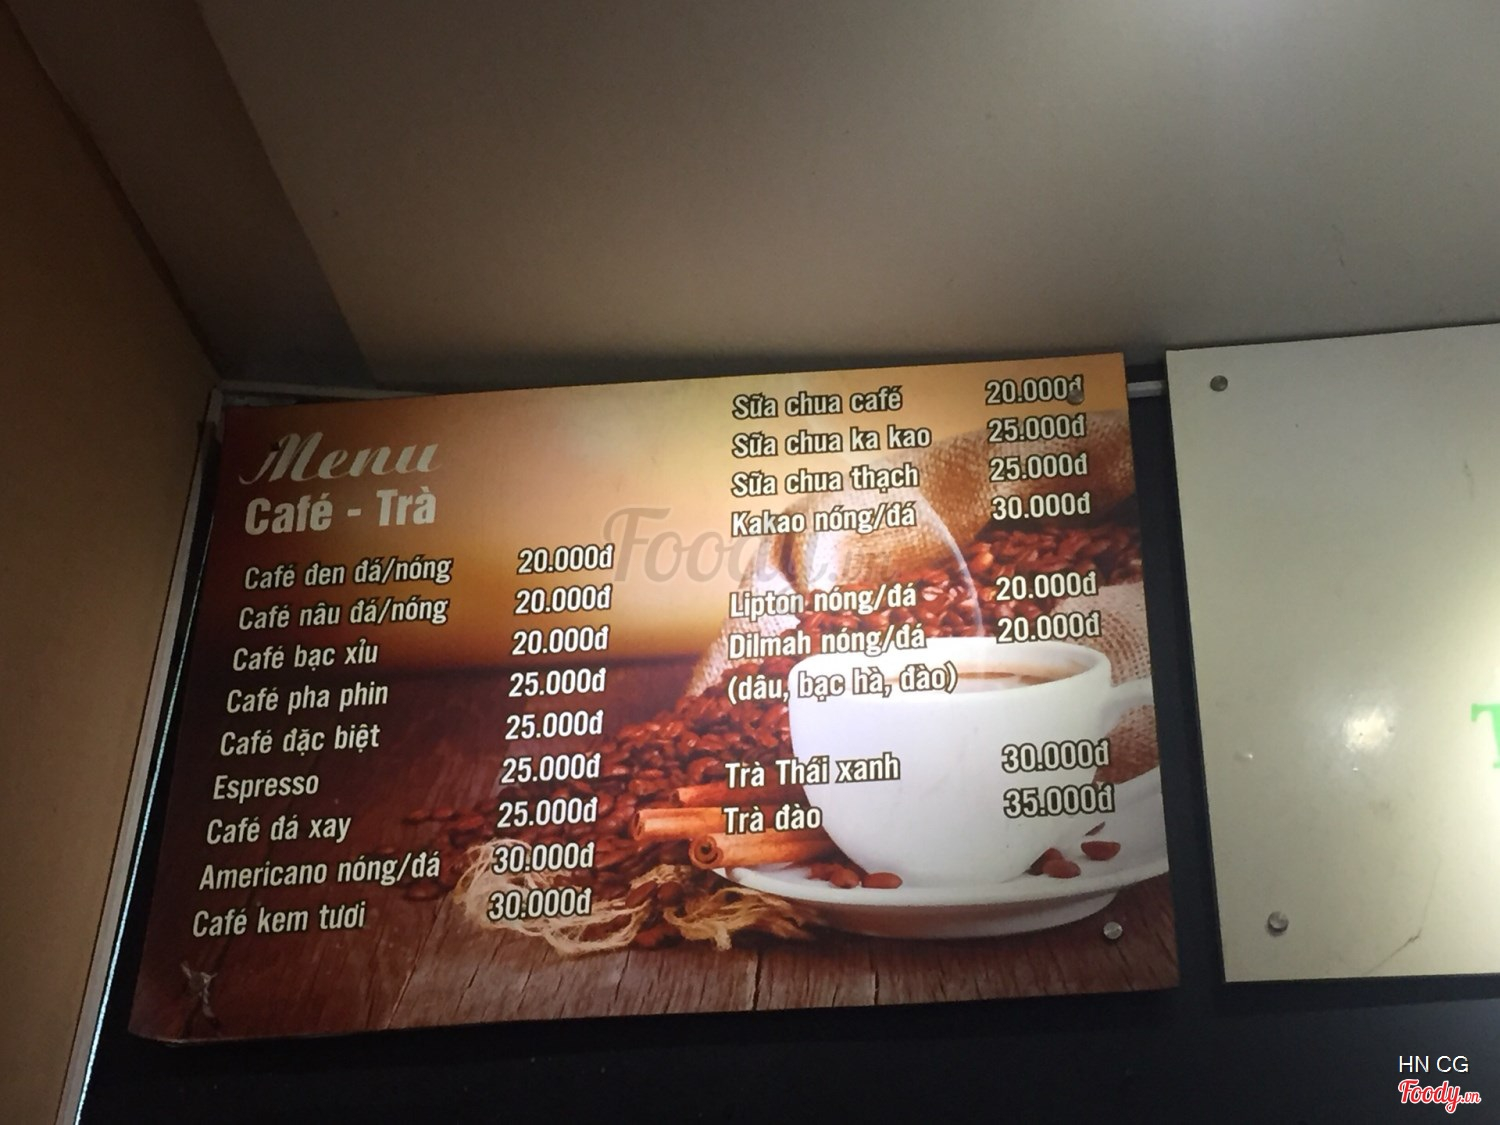 Menu
Café - Trà
Café đen đá/nóng 20.000đ
Café nâu đá/nóng 20.000đ
Café bạc xỉu 20.000đ
Café pha phin 25.000đ
Café đặc biệt 25.000đ
Espresso 25.000đ
Café đá xay 25.000đ
Americano nóng/đá 30.000đ
Café kem tươi 30.000đ
Sữa chua café 20.000đ
Sữa chua ka kao 25.000đ
Sữa chua thạch 25.000đ
Kakao nóng/đá 30.000đ
Lipton nóng/đá 20.000đ
Dilmah nóng/đá 20.000đ
(dâu, bạc hà, đào)
Trà Thái xanh 30.000đ
Trà đào 35.000đ
Foody.vn
T
HN CG
Foody.vn